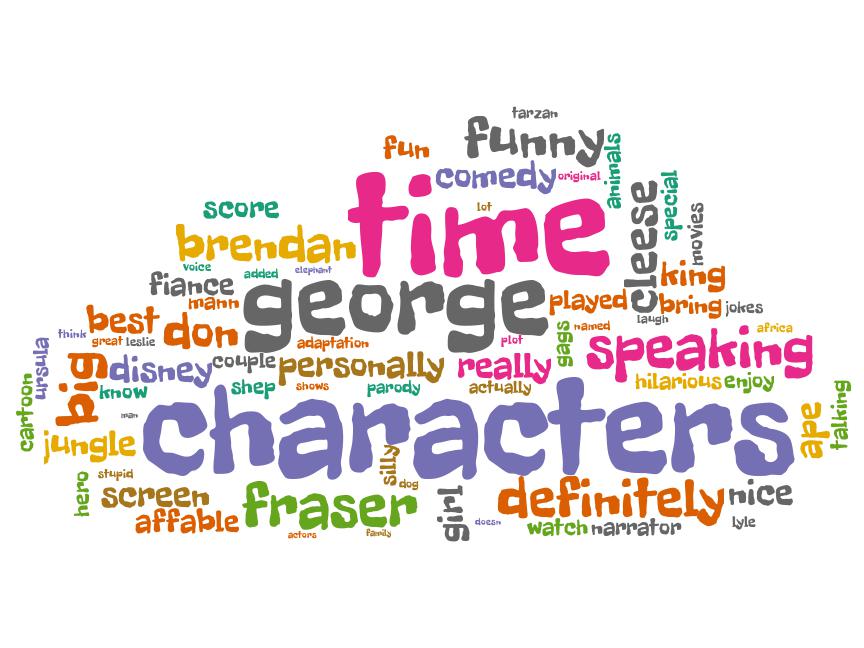 tarzan
fun
funny
comedy
original
animals
time
lot
score
brendan
voice
added
elephant
cleese
special
movies
fiance
mann
george
played
king
bring
jokes
laugh
best
don
great
leslie
think
adaptation
plot
gags
named
africa
speaking
ursula
big
disney
couple
personally
really
know
shep
shows
parody
actually
hilarious
enjoy
cartoon
man
characters
ape
talking
jungle
stupid
silly
dog
hero
screen
affable
fraser
girl
definitely
nice
actors
family
doesn
watch
narrator
lyle